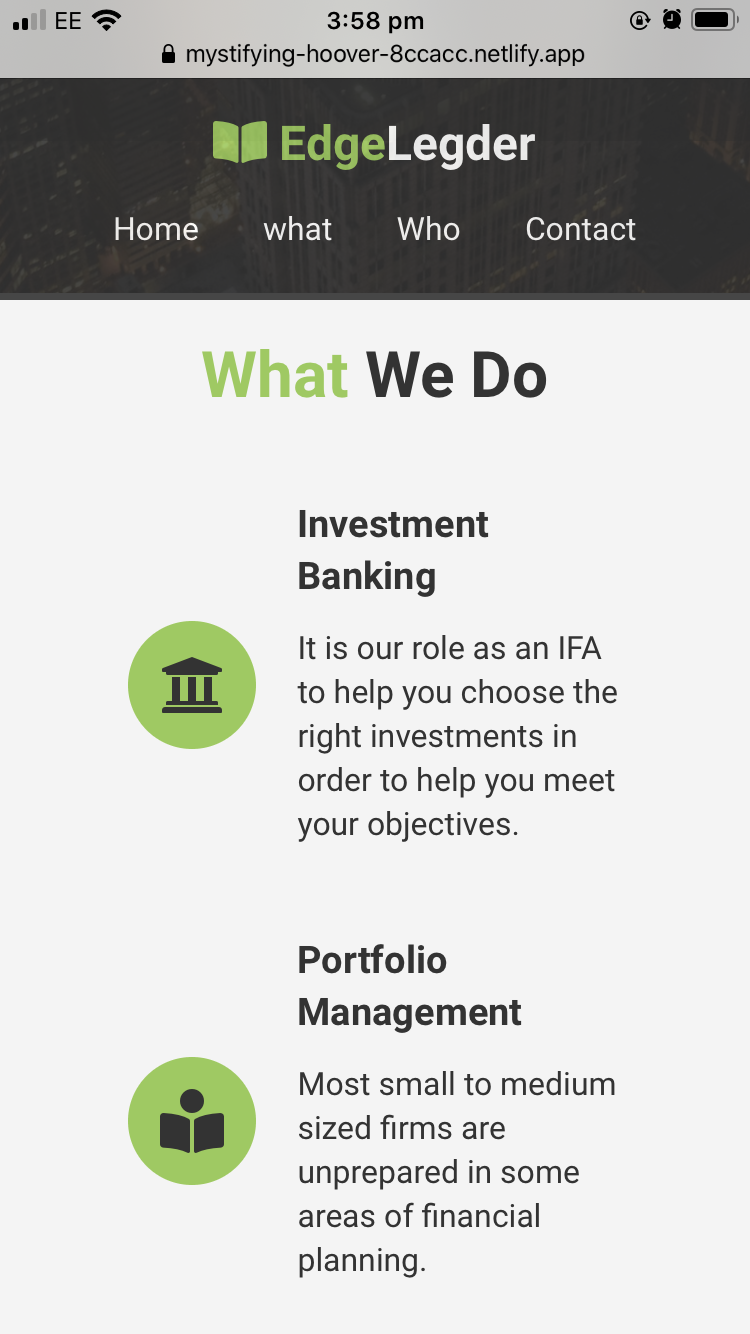 EE 3:58 pm
mystifying-hoover-8ccacc.netlify.app
EdgeLegder
Home what Who Contact
What We Do
Investment
Banking
It is our role as an IFA
to help you choose the
right investments in
order to help you meet
your objectives.
Portfolio
Management
Most small to medium
sized firms are
unprepared in some
areas of financial
planning.